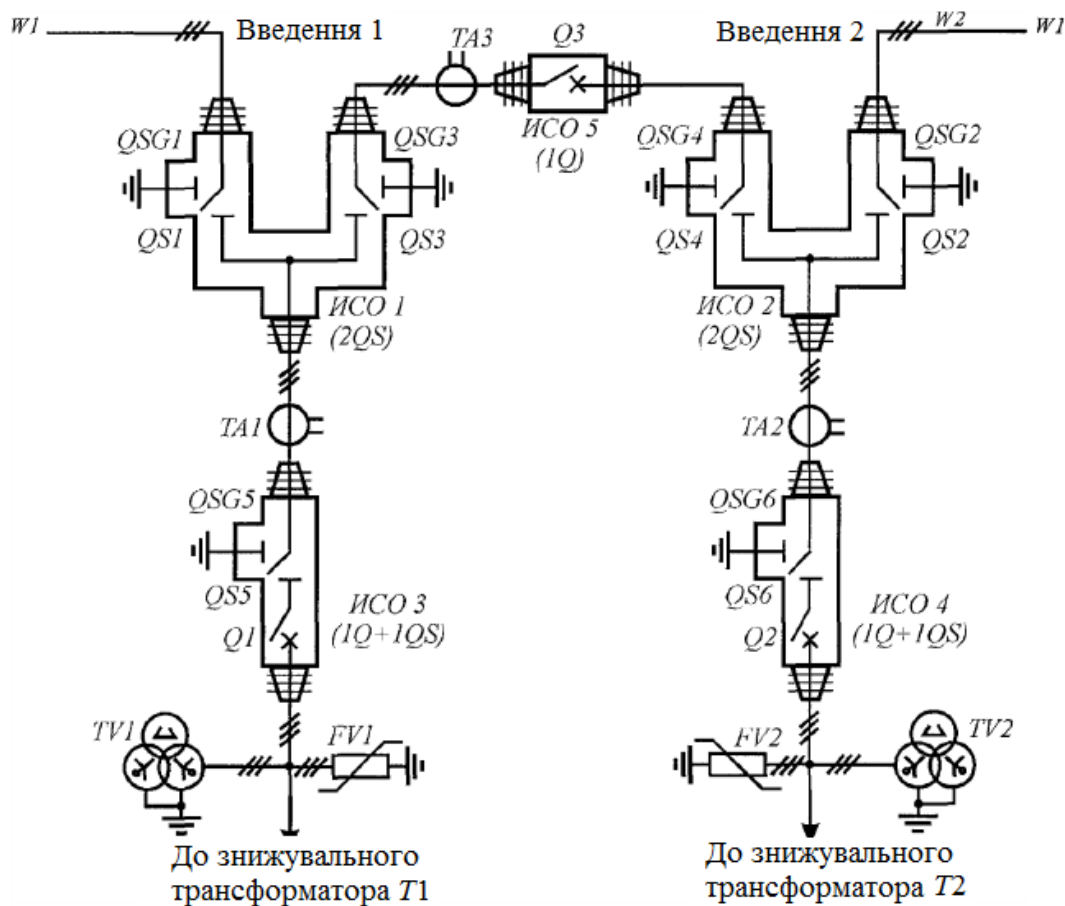 W1
Введення 1
TA3
Q3
Введення 2
W2
W1
QSG1
QSG3
ИСО 5
(1Q)
QSG4
QSG2
QS1
QS3
QS4
QS2
ИСО 1
(2QS)
ИСО 2
(2QS)
TA1
TA2
QSG5
QSG6
QS5
ИСО 3
(1Q+1QS)
Q1
QS6
ИСО 4
(1Q+1QS)
Q2
TV1
FV1
FV2
TV2
До знижувального
трансформатора T1
До знижувального
трансформатора T2